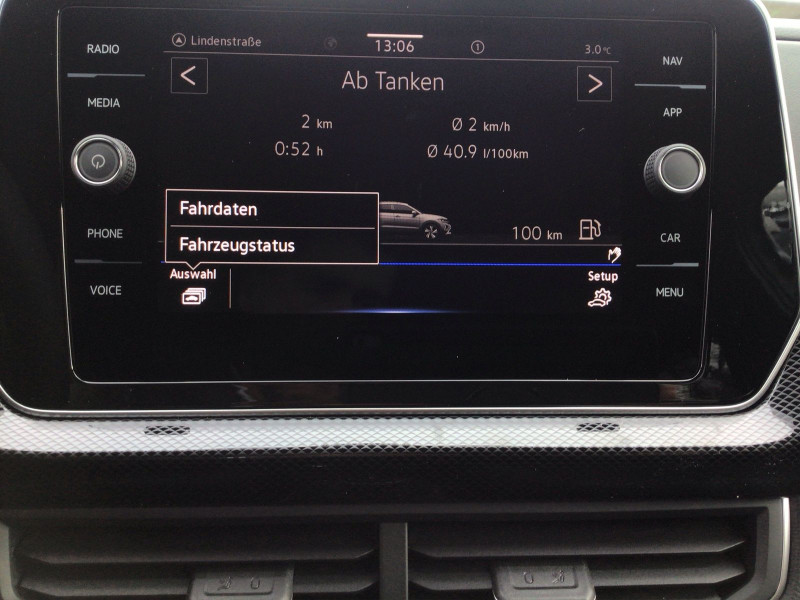 RADIO
MEDIA
PHONE
VOICE
Lindenstraße
13:06
1
3.0 °C
Ab Tanken
2 km
Ø 2 km/h
0:52 h
Ø 40.9 l/100km
Fahrdaten
Fahrzeugstatus
100 km
Auswahl
Setup
NAV
APP
CAR
MENU